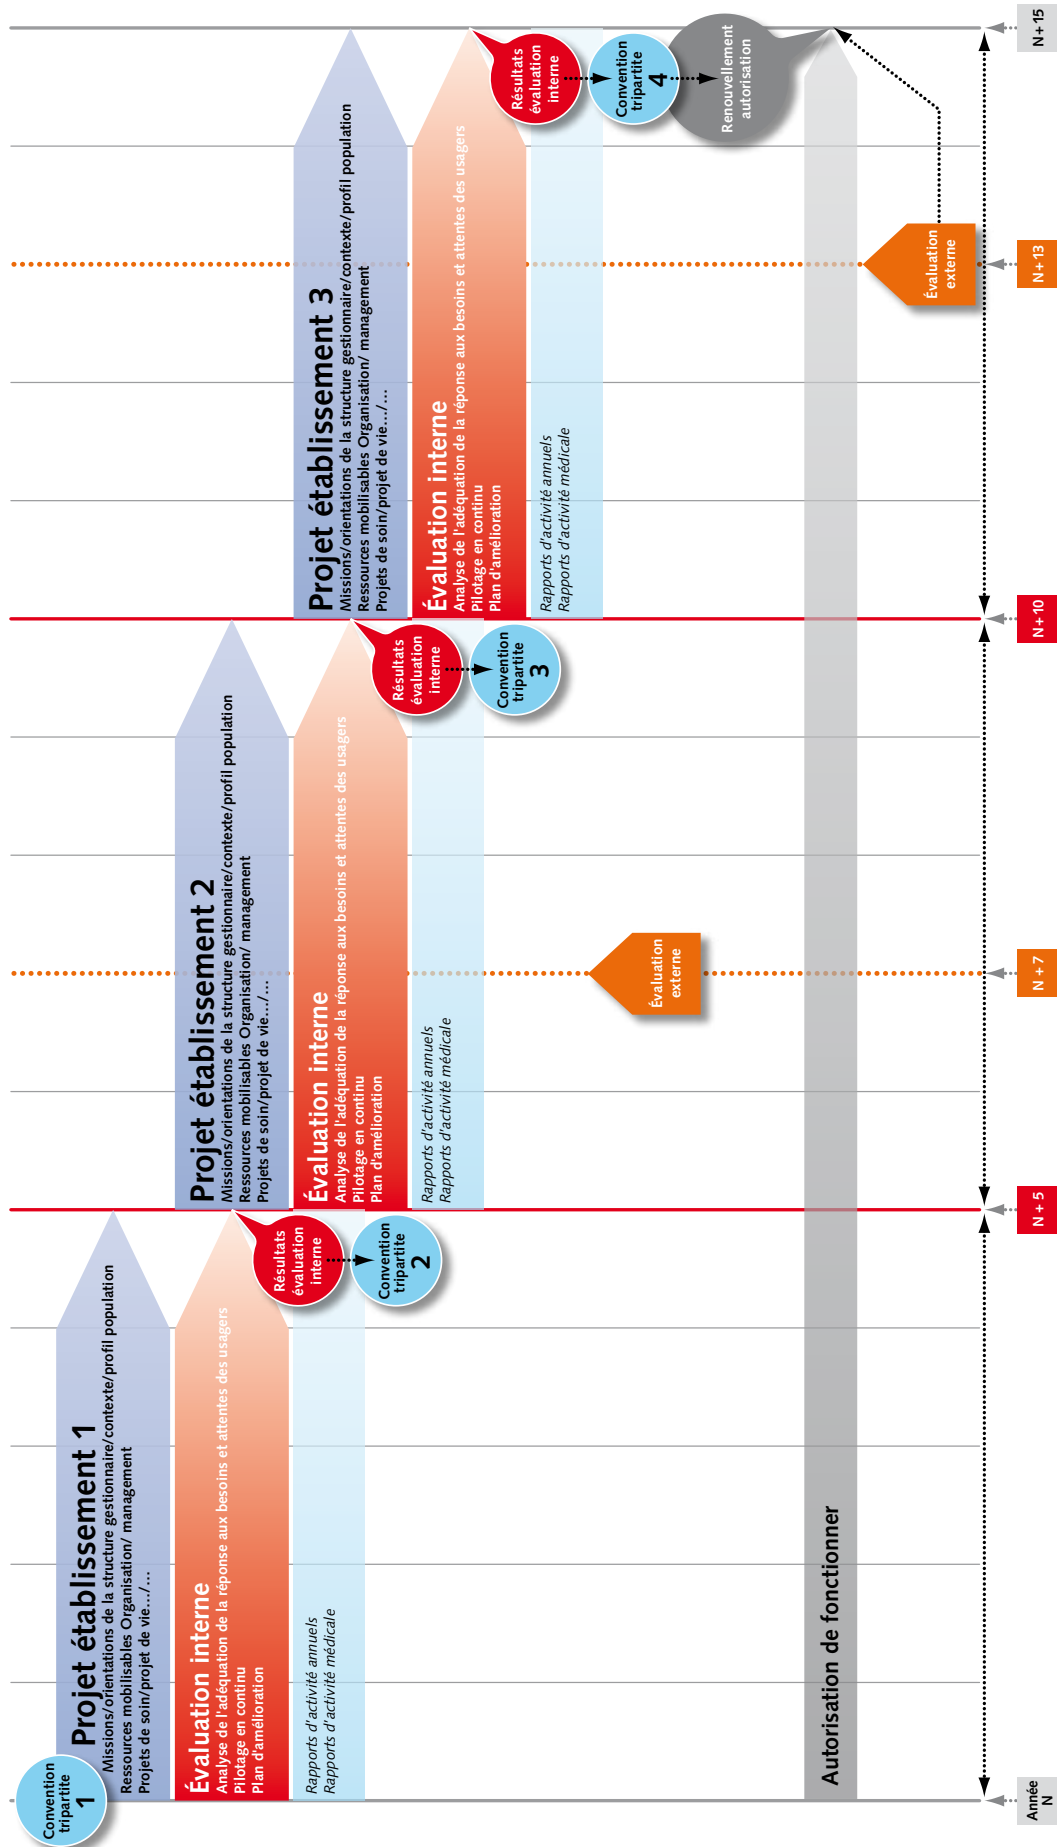 Convention
tripartite
1
Projet établissement 1
Missions/orientations de la structure gestionnaire/contexte/profil population
Ressources mobilisables Organisation/ management
Projets de soin/projet de vie.../...
Évaluation interne
Analyse de l'adéquation de la réponse aux besoins et attentes des usagers
Pilotage en continu
Plan d'amélioration
Rapports d'activité annuels
Rapports d'activité médicale
Résultats
évaluation
interne
Convention
tripartite
2
Projet établissement 2
Missions/orientations de la structure gestionnaire/contexte/profil population
Ressources mobilisables Organisation/ management
Projets de soin/projet de vie.../...
Évaluation interne
Analyse de l'adéquation de la réponse aux besoins et attentes des usagers
Pilotage en continu
Plan d'amélioration
Rapports d'activité annuels
Rapports d'activité médicale
Résultats
évaluation
interne
Convention
tripartite
3
Évaluation
externe
Projet établissement 3
Missions/orientations de la structure gestionnaire/contexte/profil population
Ressources mobilisables Organisation/ management
Projets de soin/projet de vie.../...
Évaluation interne
Analyse de l'adéquation de la réponse aux besoins et attentes des usagers
Pilotage en continu
Plan d'amélioration
Rapports d'activité annuels
Rapports d'activité médicale
Résultats
évaluation
interne
Convention
tripartite
4
Renouvellement
autorisation
Évaluation
externe
Autorisation de fonctionner
Année
N
N + 5
N + 7
N + 10
N + 13
N + 15